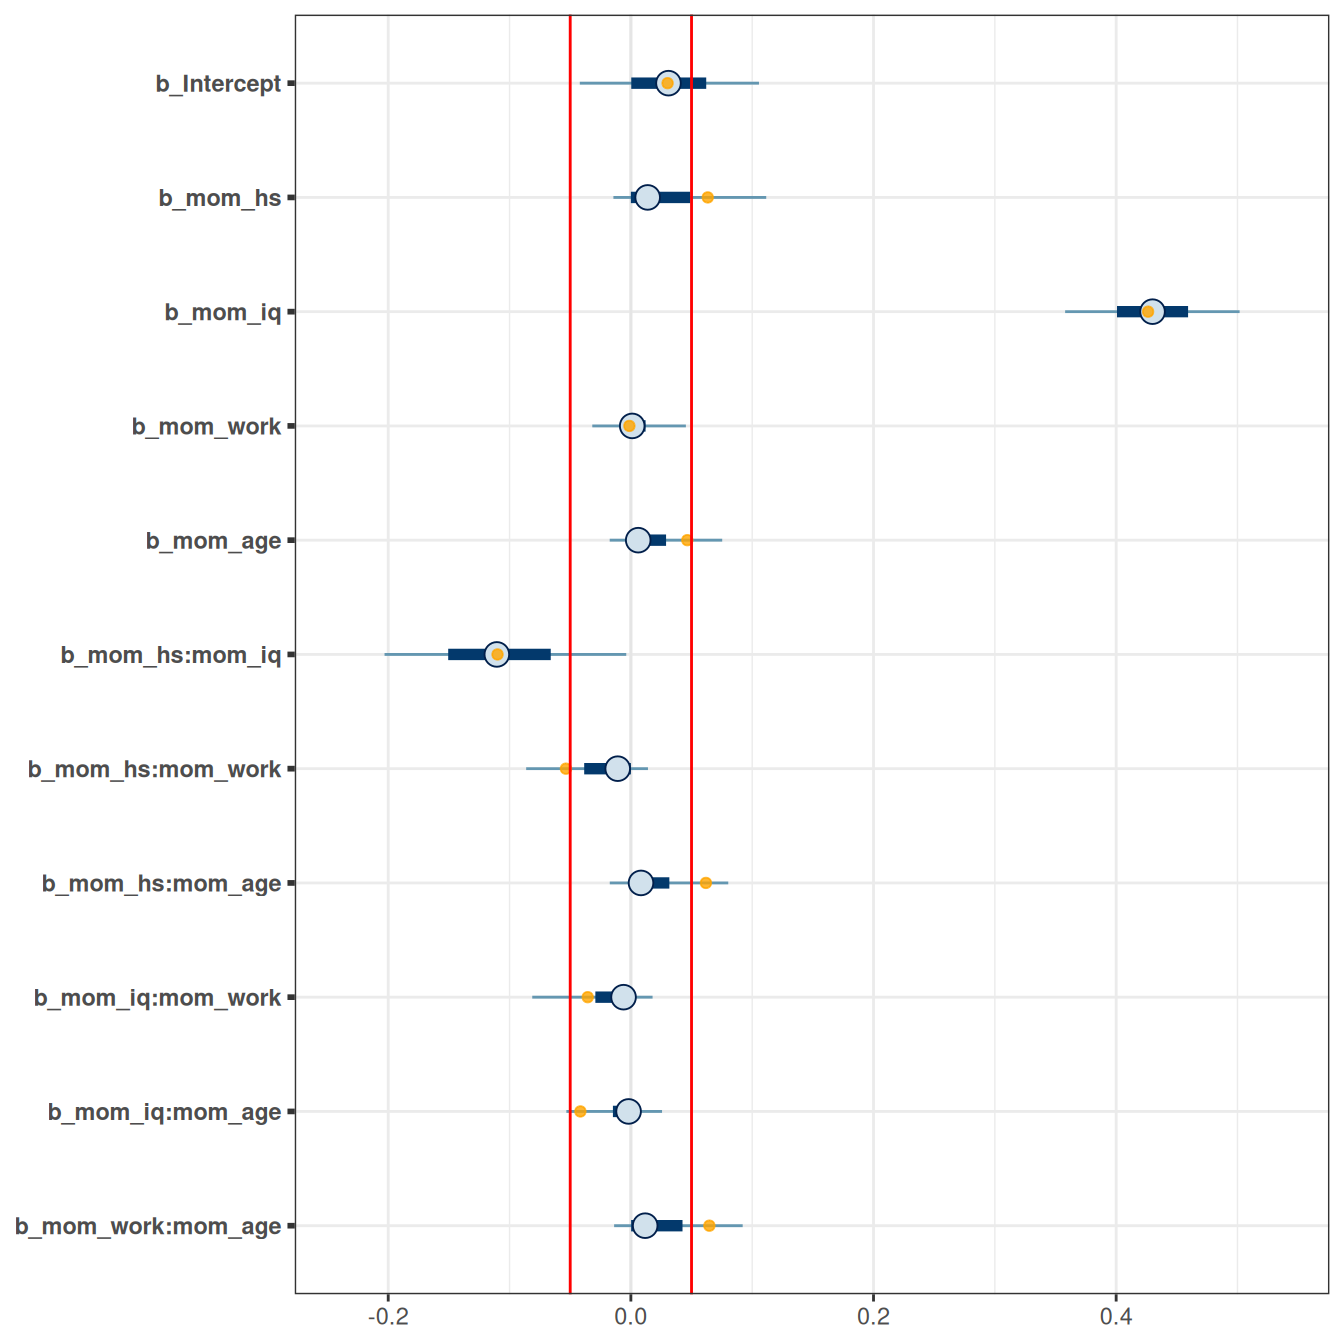 b_Intercept
b_mom_hs
b_mom_iq
b_mom_work
b_mom_age
b_mom_hs:mom_iq
b_mom_hs:mom_work
b_mom_hs:mom_age
b_mom_iq:mom_work
b_mom_iq:mom_age
b_mom_work:mom_age
-0.2 0.0 0.2 0.4